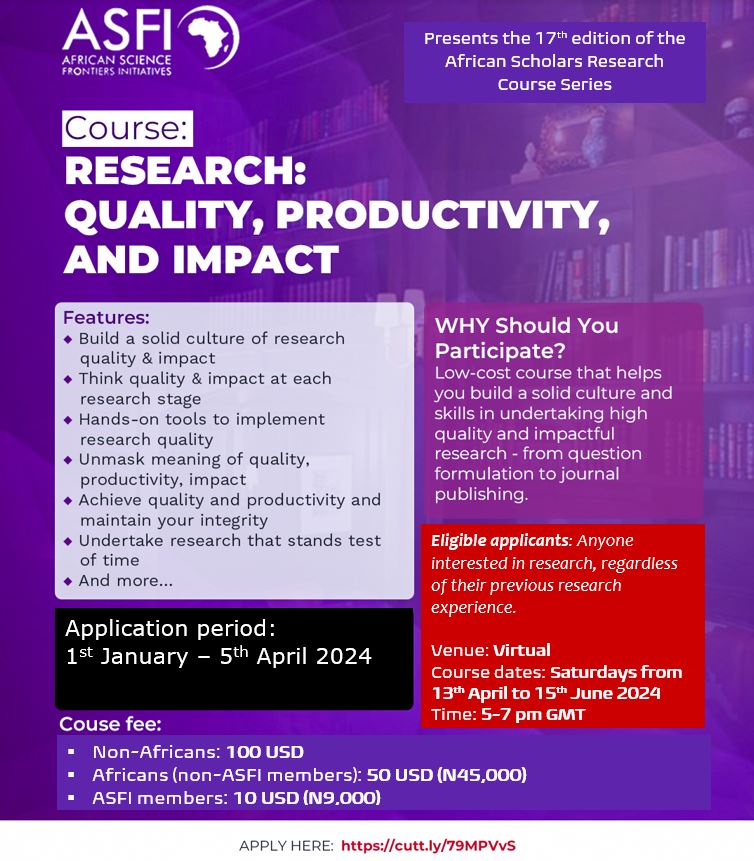 ASFI
AFRICAN SCIENCE
FRONTIERS INITIATIVES
Presents the 17th edition of the
African Scholars Research
Course Series
Course:
RESEARCH:
QUALITY, PRODUCTIVITY,
AND IMPACT
Features:
◆ Build a solid culture of research
quality & impact
◆ Think quality & impact at each
research stage
◆ Hands-on tools to implement
research quality
◆ Unmask meaning of quality,
productivity, impact
◆ Achieve quality and productivity and
maintain your integrity
◆ Undertake research that stands test
of time
◆ And more...
WHY Should You
Participate?
Low-cost course that helps
you build a solid culture and
skills in undertaking high
quality and impactful
research - from question
formulation to journal
publishing.
Eligible applicants: Anyone
interested in research, regardless
of their previous research
experience.
Venue: Virtual
Course dates: Saturdays from
13th April to 15th June 2024
Time: 5-7 pm GMT
Application period:
1st January – 5th April 2024
Couse fee:
▪ Non-Africans: 100 USD
▪ Africans (non-ASFI members): 50 USD (N45,000)
▪ ASFI members: 10 USD (N9,000)
APPLY HERE: https://cutt.ly/79MPVvS